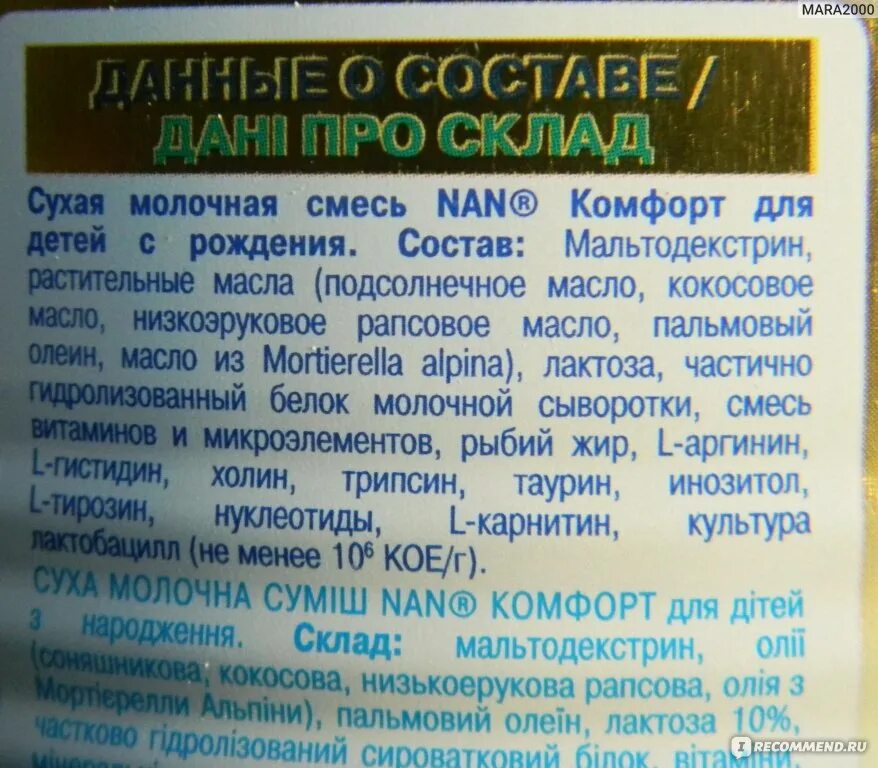 MARA2000
ДАННЫЕ О СОСТАВЕ /
ДАНІ ПРО СКЛАД
Сухая молочная смесь NAN® Комфорт для
детей с рождения. Состав: Мальтодекстрин,
растительные масла (подсолнечное масло, кокосовое
масло, низкоэруковое рапсовое масло, пальмовый
олеин, масло из Mortierella alpina), лактоза, частично
гидролизованный белок молочной сыворотки, смесь
витаминов и микроэлементов, рыбий жир, L-аргинин,
L-гистидин, холин, трипсин, таурин, инозитол,
L-тирозин, нуклеотиды, L-карнитин, культура
лактобацилл (не менее 10⁶ КОЕ/г).
СУХА МОЛОЧНА СУМІШ NAN® КОМФОРТ для дітей
з народження. Склад: мальтодекстрин, олії
(соняшникова, кокосова, низькоерукова рапсова, олія з
Мортієрелли Альпіни), пальмовий олеїн, лактоза 10%,
частково гідролізований сироватковий білок, вітаміни,
IRECOMMEND.RU